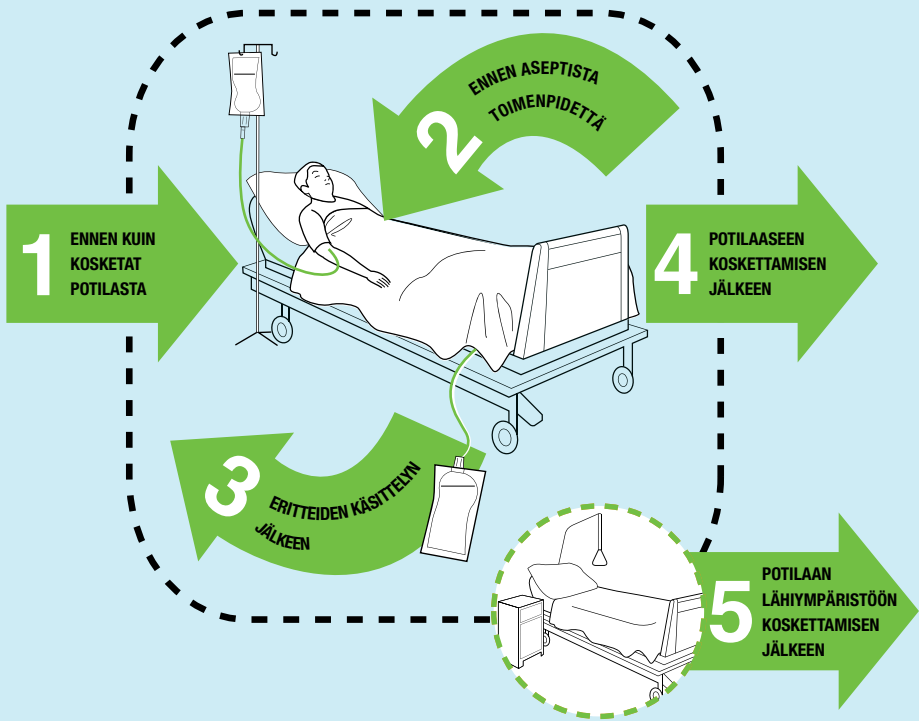 1
ENNEN KUIN
KOSKETAT
POTILASTA
2
ENNEN ASEPTISTA
TOIMENPIDETTÄ
3
ERITTEIDEN KÄSITTELYN
JÄLKEEN
4
POTILAASEEN
KOSKETTAMISEN
JÄLKEEN
5
POTILAAN
LÄHIYMPÄRISTÖÖN
KOSKETTAMISEN
JÄLKEEN